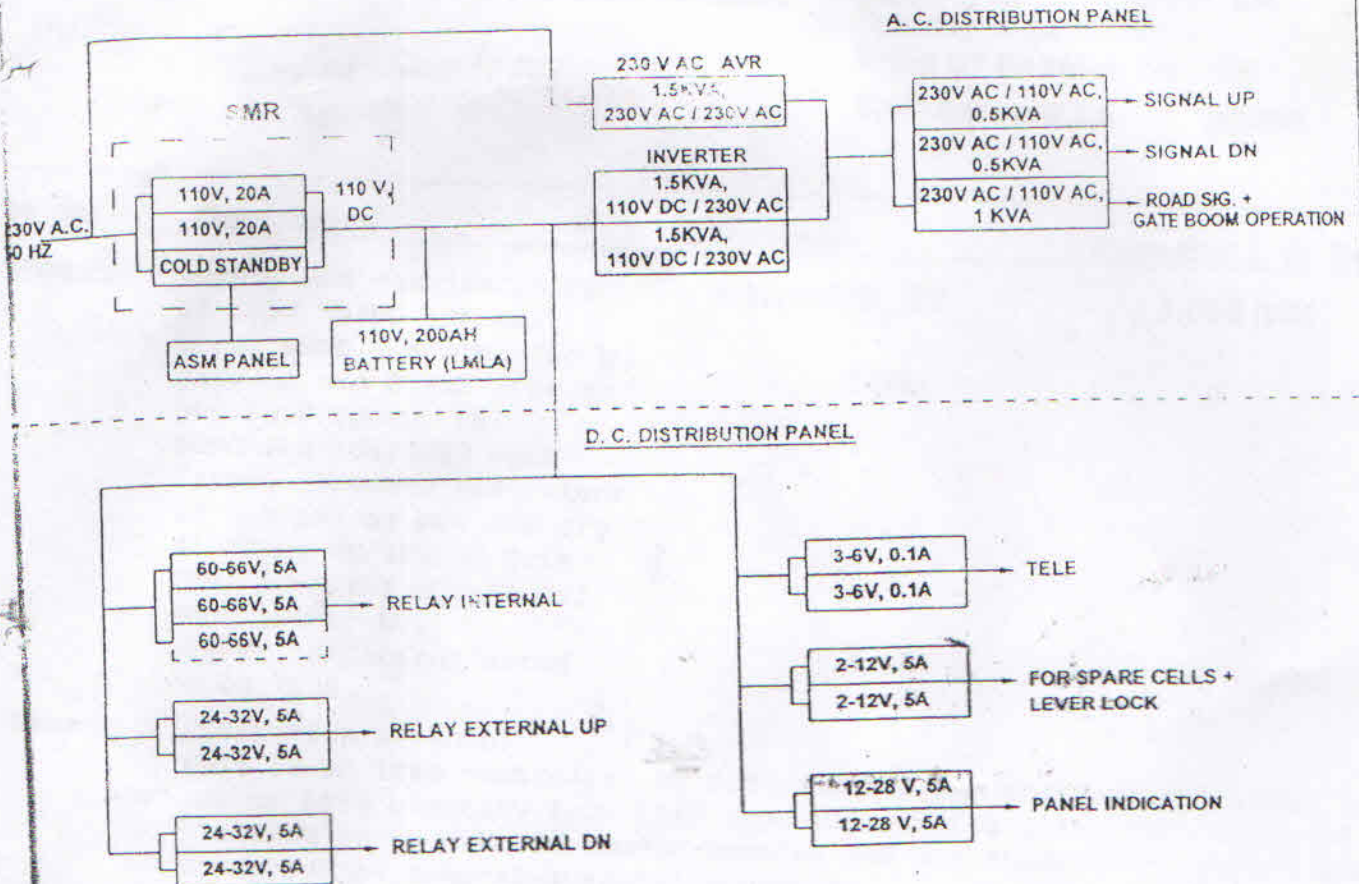 A. C. DISTRIBUTION PANEL
230 V AC AVR
1.5KVA,
230V AC / 230V AC
SMR
110V, 20A
110V, 20A
COLD STANDBY
110 V,
DC
230V A.C.
50 HZ
ASM PANEL
110V, 200AH
BATTERY (LMLA)
INVERTER
1.5KVA,
110V DC / 230V AC
1.5KVA,
110V DC / 230V AC
230V AC / 110V AC,
0.5KVA
SIGNAL UP
230V AC / 110V AC,
0.5KVA
SIGNAL DN
230V AC / 110V AC,
1 KVA
ROAD SIG. +
GATE BOOM OPERATION
D. C. DISTRIBUTION PANEL
60-66V, 5A
60-66V, 5A
60-66V, 5A
RELAY INTERNAL
24-32V, 5A
24-32V, 5A
RELAY EXTERNAL UP
24-32V, 5A
24-32V, 5A
RELAY EXTERNAL DN
3-6V, 0.1A
3-6V, 0.1A
TELE
2-12V, 5A
2-12V, 5A
FOR SPARE CELLS +
LEVER LOCK
12-28 V, 5A
12-28 V, 5A
PANEL INDICATION